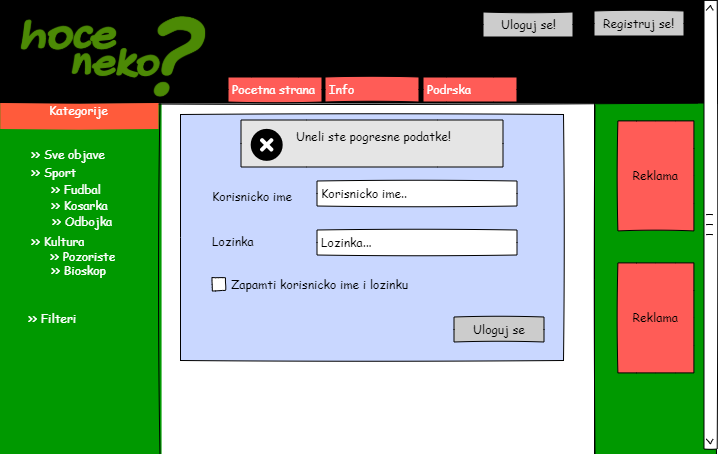 hoce
neko?
Uloguj se!
Registruj se!
Pocetna strana
Info
Podrska
Kategorije
>> Sve objave
>> Sport
>> Fudbal
>> Kosarka
>> Odbojka
>> Kultura
>> Pozoriste
>> Bioskop
>> Filteri
Uneli ste pogresne podatke!
Korisnicko ime
Korisnicko ime..
Lozinka
Lozinka...
Zapamti korisnicko ime i lozinku
Uloguj se
Reklama
Reklama